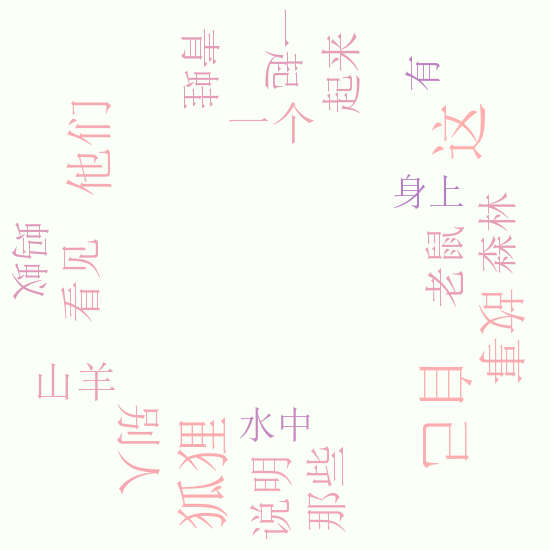 青蛙
一起
起来
有
一个
这
他们
身上
森林
老鼠
蚂蚁
看见
事情
山羊
自己
别人
狐狸
水中
说明
那些